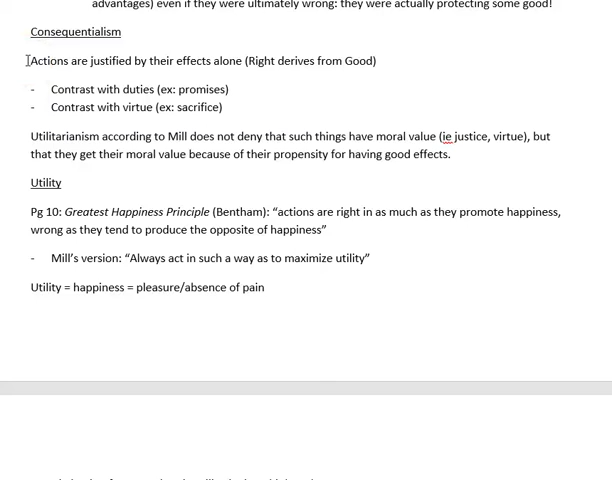 advantages) even if they were ultimately wrong: they were actually protecting some good!
Consequentialism
Actions are justified by their effects alone (Right derives from Good)
- Contrast with duties (ex: promises)
- Contrast with virtue (ex: sacrifice)
Utilitarianism according to Mill does not deny that such things have moral value (ie justice, virtue), but
that they get their moral value because of their propensity for having good effects.
Utility
Pg 10: Greatest Happiness Principle (Bentham): “actions are right in as much as they promote happiness,
wrong as they tend to produce the opposite of happiness”
- Mill’s version: “Always act in such a way as to maximize utility”
Utility = happiness = pleasure/absence of pain